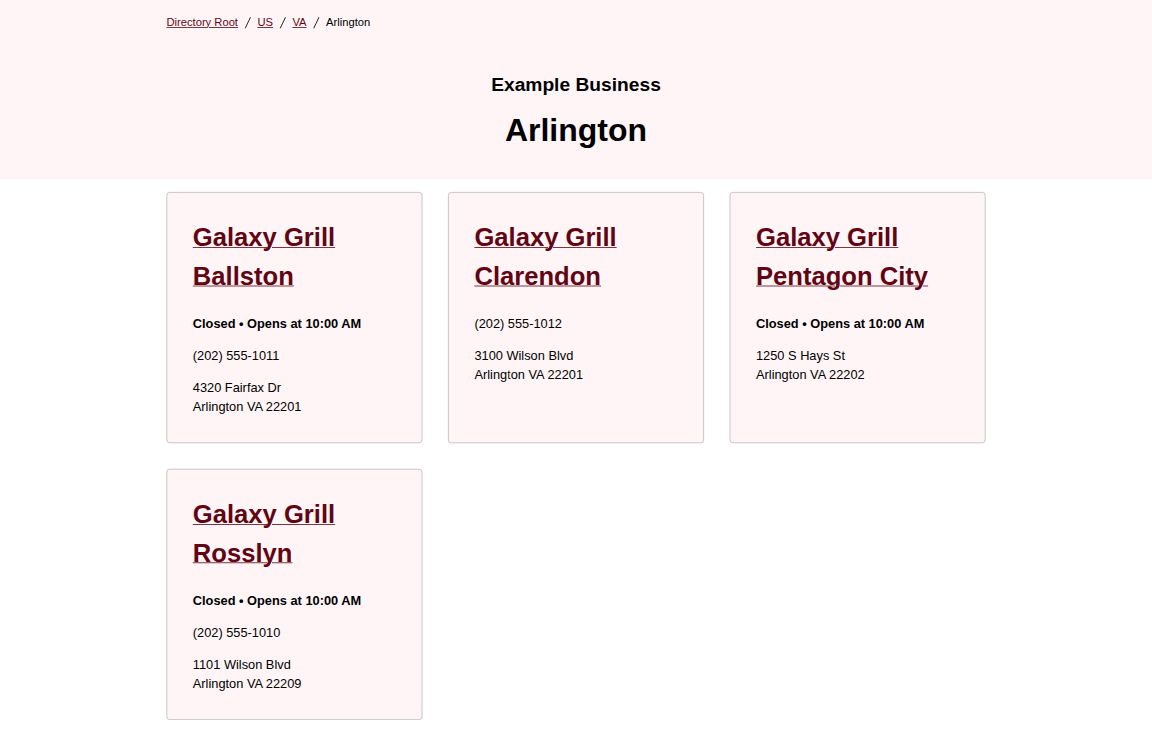 Directory Root / US / VA / Arlington
Example Business
Arlington
Galaxy Grill
Ballston
Closed • Opens at 10:00 AM
(202) 555-1011
4320 Fairfax Dr
Arlington VA 22201
Galaxy Grill
Clarendon
(202) 555-1012
3100 Wilson Blvd
Arlington VA 22201
Galaxy Grill
Pentagon City
Closed • Opens at 10:00 AM
1250 S Hays St
Arlington VA 22202
Galaxy Grill
Rosslyn
Closed • Opens at 10:00 AM
(202) 555-1010
1101 Wilson Blvd
Arlington VA 22209